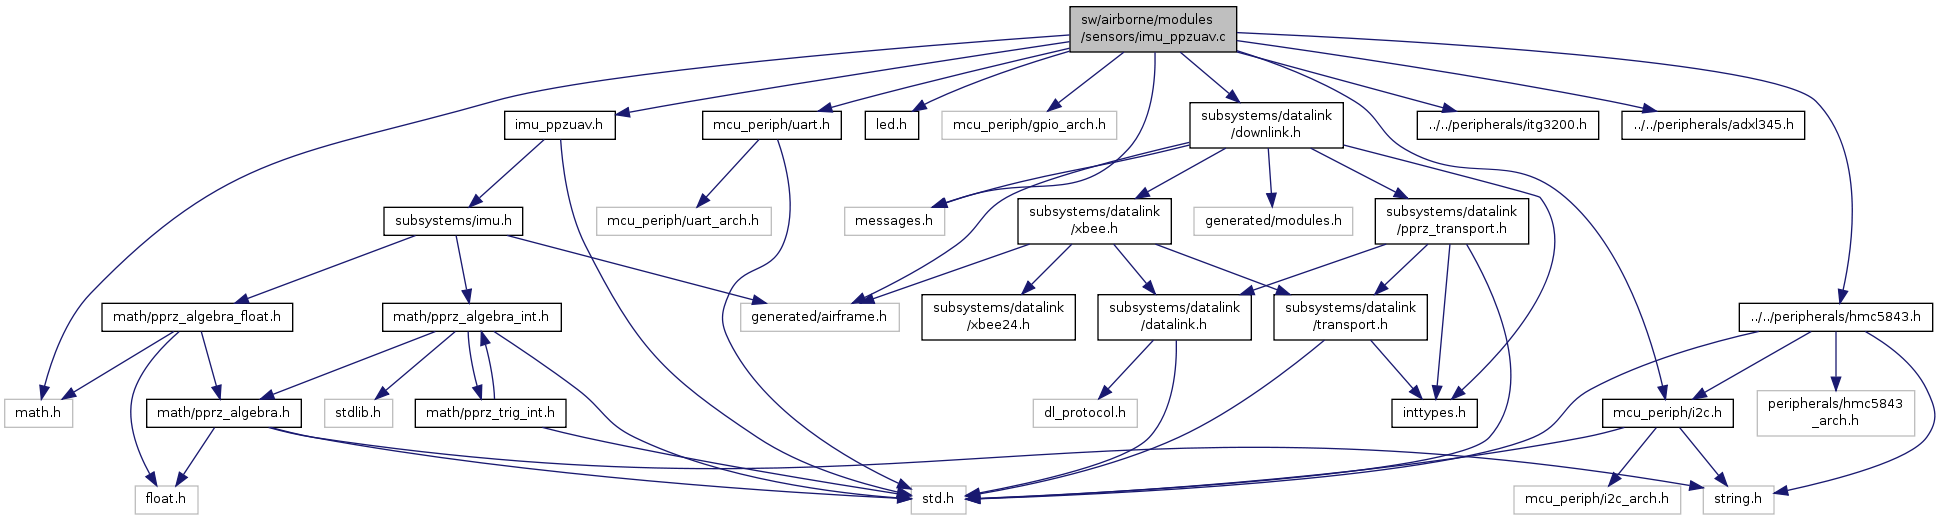 sw/airborne/modules
/sensors/imu_ppzuav.c
imu_ppzuav.h
mcu_periph/uart.h
led.h
mcu_periph/gpio_arch.h
subsystems/datalink
/downlink.h
../../peripherals/itg3200.h
../../peripherals/adxl345.h
subsystems/imu.h
mcu_periph/uart_arch.h
messages.h
subsystems/datalink
/xbee.h
generated/modules.h
subsystems/datalink
/pprz_transport.h
math/pprz_algebra_float.h
math/pprz_algebra_int.h
generated/airframe.h
subsystems/datalink
/xbee24.h
subsystems/datalink
/datalink.h
subsystems/datalink
/transport.h
../../peripherals/hmc5843.h
math.h
math/pprz_algebra.h
stdlib.h
math/pprz_trig_int.h
dl_protocol.h
inttypes.h
mcu_periph/i2c.h
peripherals/hmc5843
_arch.h
float.h
std.h
mcu_periph/i2c_arch.h
string.h